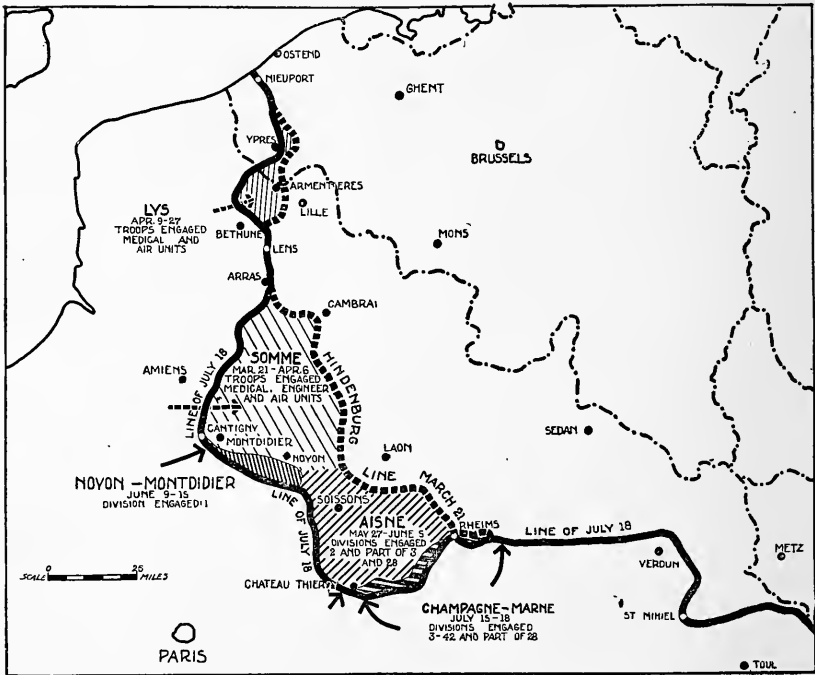 OSTEND
NIEUPORT
GHENT
YPRES
BRUSSELS
ARMENTIERES
LYS
APR. 9-27
TROOPS ENGAGED
MEDICAL AND
AIR UNITS
LILLE
BETHUNE
MONS
LENS
ARRAS
CAMBRAI
SOMME
MAR. 21-APR. 6
TROOPS ENGAGED
MEDICAL, ENGINEER
AND AIR UNITS
AMIENS
LINE OF JULY 18
HINDENBURG
LINE
MARCH 21
CANTIGNY
MONTDIDIER
NOYON
LAON
SEDAN
NOYON-MONTDIDIER
JUNE 9-15
DIVISION ENGAGED:1
LINE OF JULY 18
SOISSONS
AISNE
MAY 27-JUNE 5
DIVISIONS ENGAGED
2 AND PART OF 3
AND 28
RHEIMS
LINE OF JULY 18
VERDUN
METZ
SCALE 0 25 MILES
CHATEAU THIERY
CHAMPAGNE-MARNE
JULY 15-18
DIVISIONS ENGAGED
3-42 AND PART OF 28
ST MIHIEL
PARIS
TOUL